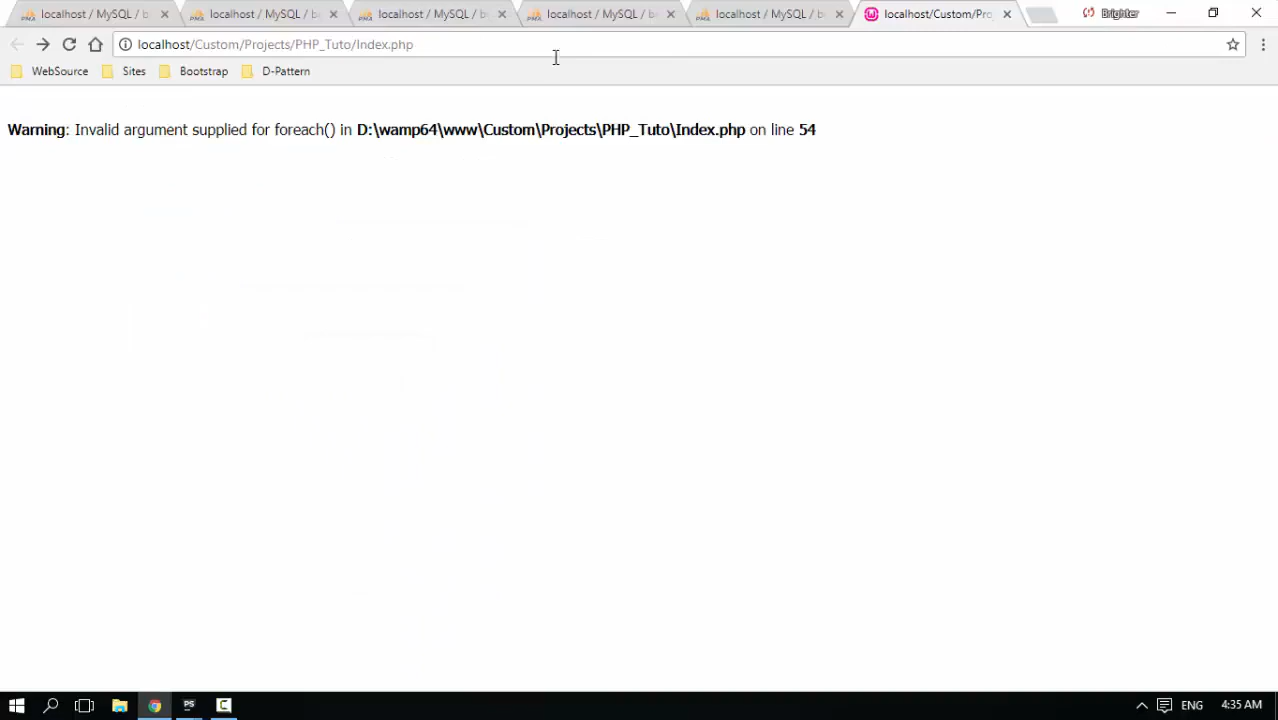 localhost / MySQL / b localhost / MySQL / b localhost / MySQL / b localhost / MySQL / b localhost / MySQL / b localhost/Custom/Pro Brighter
localhost/Custom/Projects/PHP_Tuto/Index.php
WebSource Sites Bootstrap D-Pattern
Warning: Invalid argument supplied for foreach() in D:\wamp64\www\Custom\Projects\PHP_Tuto\Index.php on line 54
PS C ENG 4:35 AM